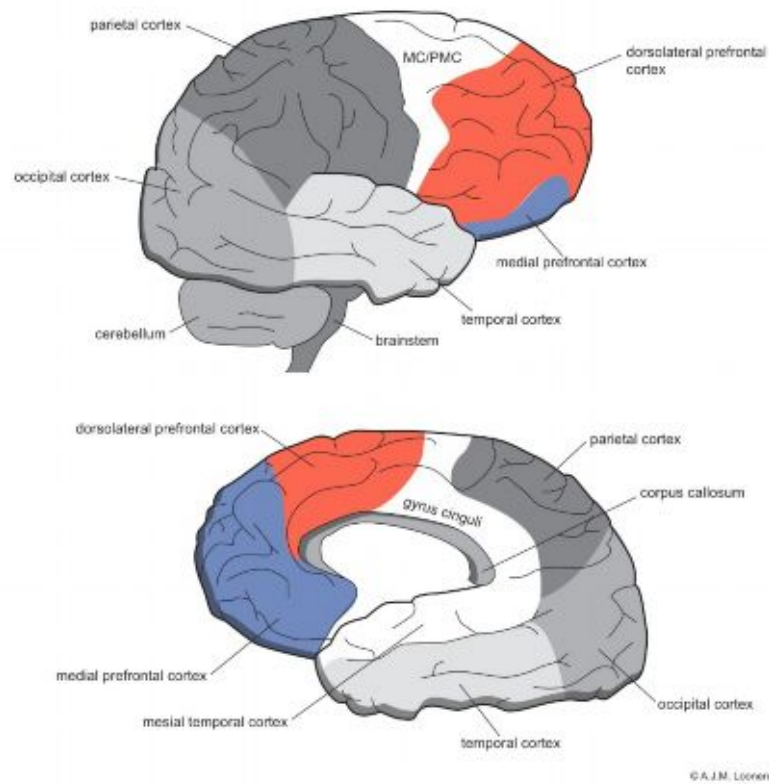 parietal cortex
MC/PMC
dorsolateral prefrontal
cortex
occipital cortex
medial prefrontal cortex
temporal cortex
cerebellum
brainstem
dorsolateral prefrontal cortex
parietal cortex
corpus callosum
gyrus cinguli
medial prefrontal cortex
mesial temporal cortex
occipital cortex
temporal cortex
© A.J.M. Loonen